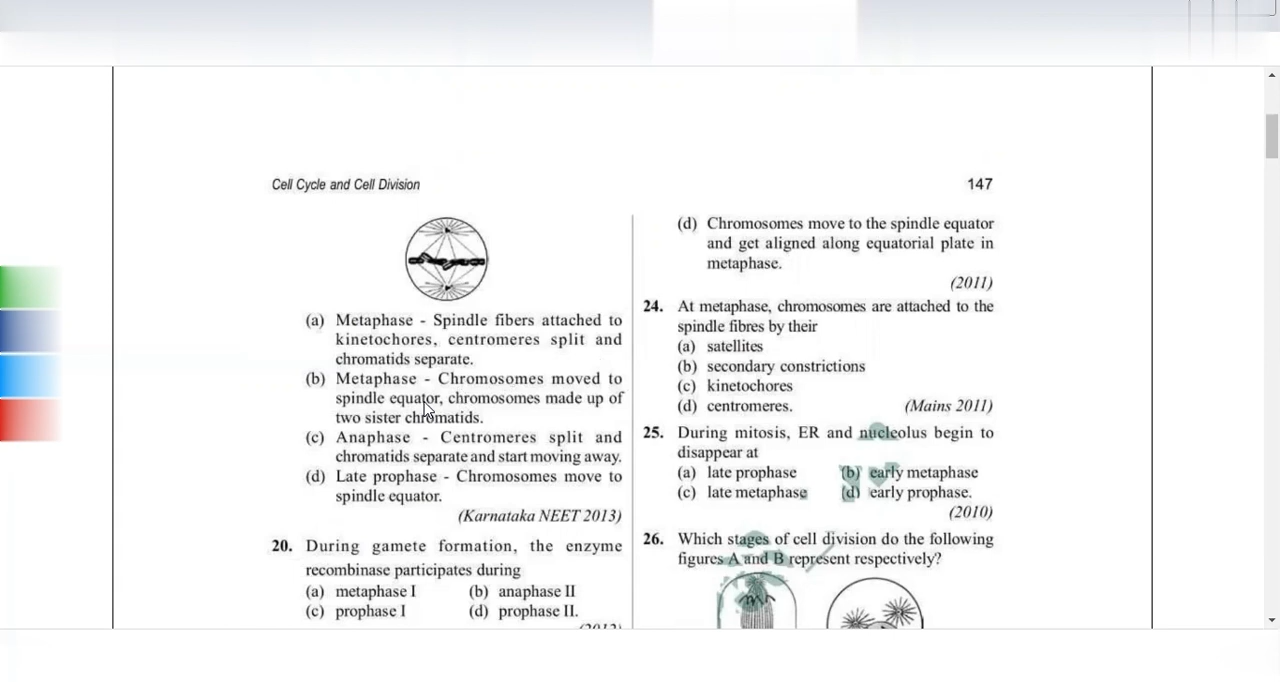 Cell Cycle and Cell Division
147
(a) Metaphase - Spindle fibers attached to
kinetochores, centromeres split and
chromatids separate.
(b) Metaphase - Chromosomes moved to
spindle equator, chromosomes made up of
two sister chromatids.
(c) Anaphase - Centromeres split and
chromatids separate and start moving away.
(d) Late prophase - Chromosomes move to
spindle equator.
(Karnataka NEET 2013)
20. During gamete formation, the enzyme
recombinase participates during
(a) metaphase I (b) anaphase II
(c) prophase I (d) prophase II.
(d) Chromosomes move to the spindle equator
and get aligned along equatorial plate in
metaphase.
(2011)
24. At metaphase, chromosomes are attached to the
spindle fibres by their
(a) satellites
(b) secondary constrictions
(c) kinetochores
(d) centromeres. (Mains 2011)
25. During mitosis, ER and nucleolus begin to
disappear at
(a) late prophase (b) early metaphase
(c) late metaphase (d) early prophase.
(2010)
26. Which stages of cell division do the following
figures A and B represent respectively?